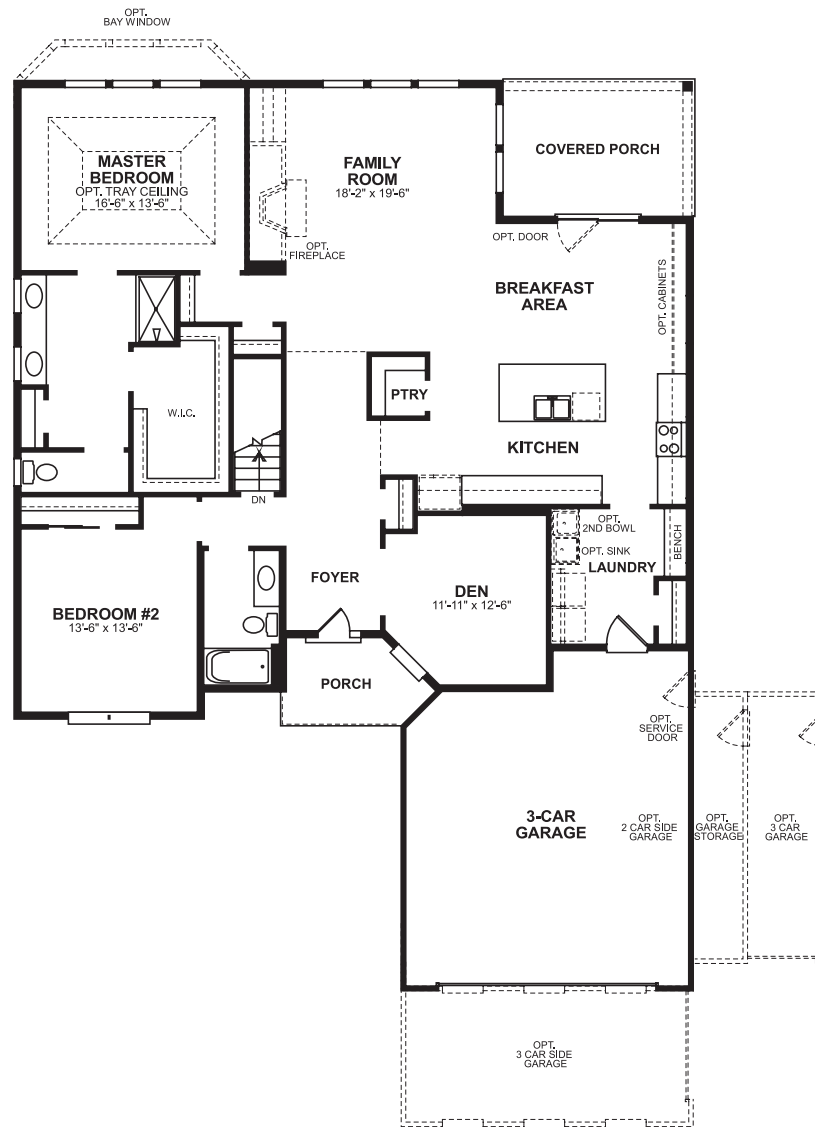 OPT.
BAY WINDOW
MASTER
BEDROOM
OPT. TRAY CEILING
16'-6" x 13'-6"
FAMILY
ROOM
18'-2" x 19'-6"
COVERED PORCH
OPT. DOOR
OPT.
FIREPLACE
BREAKFAST
AREA
OPT. CABINETS
PTRY
W.I.C.
KITCHEN
DN
OPT.
2ND BOWL
OPT. SINK
LAUNDRY
BENCH
FOYER
DEN
11'-11" x 12'-6"
BEDROOM #2
13'-6" x 13'-6"
PORCH
OPT.
SERVICE
DOOR
3-CAR
GARAGE
OPT.
2 CAR SIDE
GARAGE
OPT.
GARAGE
STORAGE
OPT.
3 CAR
GARAGE
OPT.
3 CAR SIDE
GARAGE